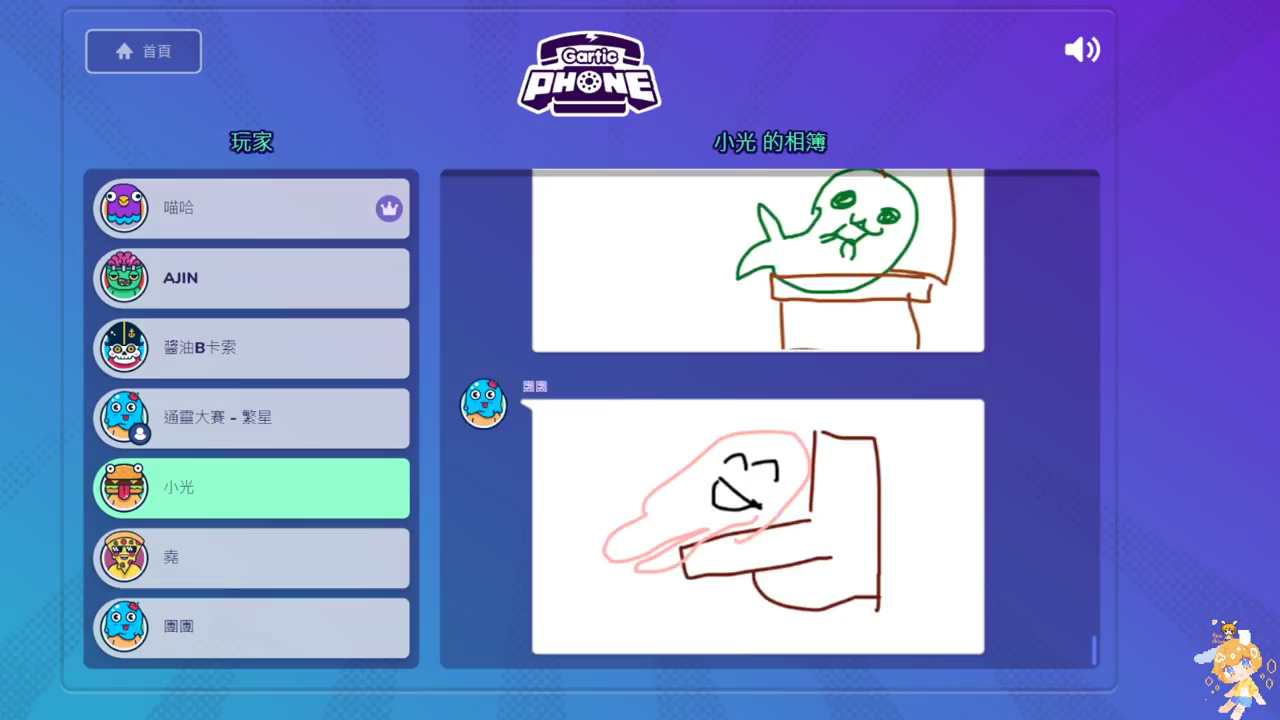 首頁
Gartic
PHONE
玩家
小光 的相簿
喵哈
AJIN
醬油B卡索
通靈大賽 - 繁星
小光
堯
團團
團團